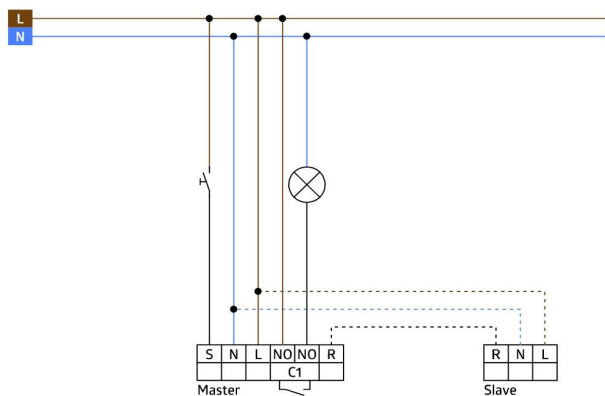 L
N
S N L NO NO R
C1
Master
R N L
Slave